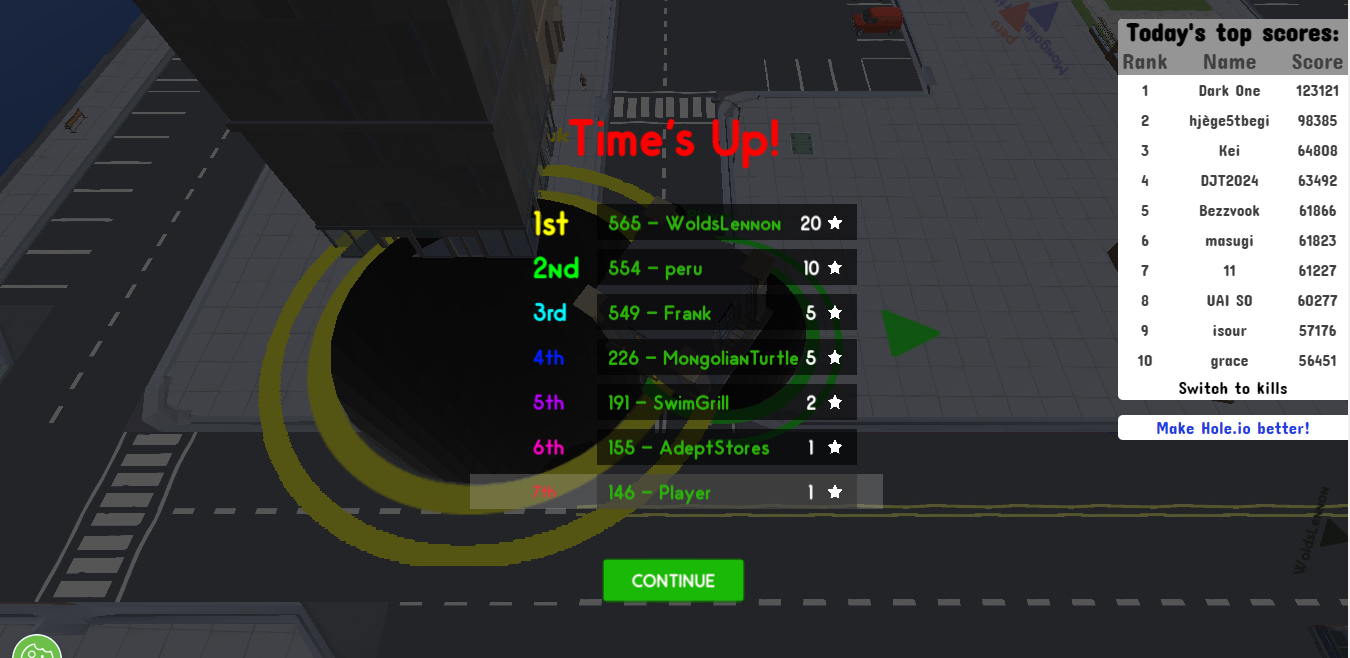 Today's top scores:
Rank Name Score
1 Dark One 123121
2 hjège5tbegi 98385
3 Kei 64808
4 DJT2024 63492
5 Bezzvook 61866
6 masugi 61823
7 11 61227
8 UAI SO 60277
9 isour 57176
10 grace 56451
Switch to kills
Make Hole.io better!
peru
Mongolian
Time's Up!
1st 565 – WoldsLennon 20
2nd 554 – peru 10
3rd 549 – Frank 5
4th 226 – MongolianTurtle 5
5th 191 – SwimGrill 2
6th 155 – AdeptStores 1
7th 146 – Player 1
WoldsLennon
CONTINUE